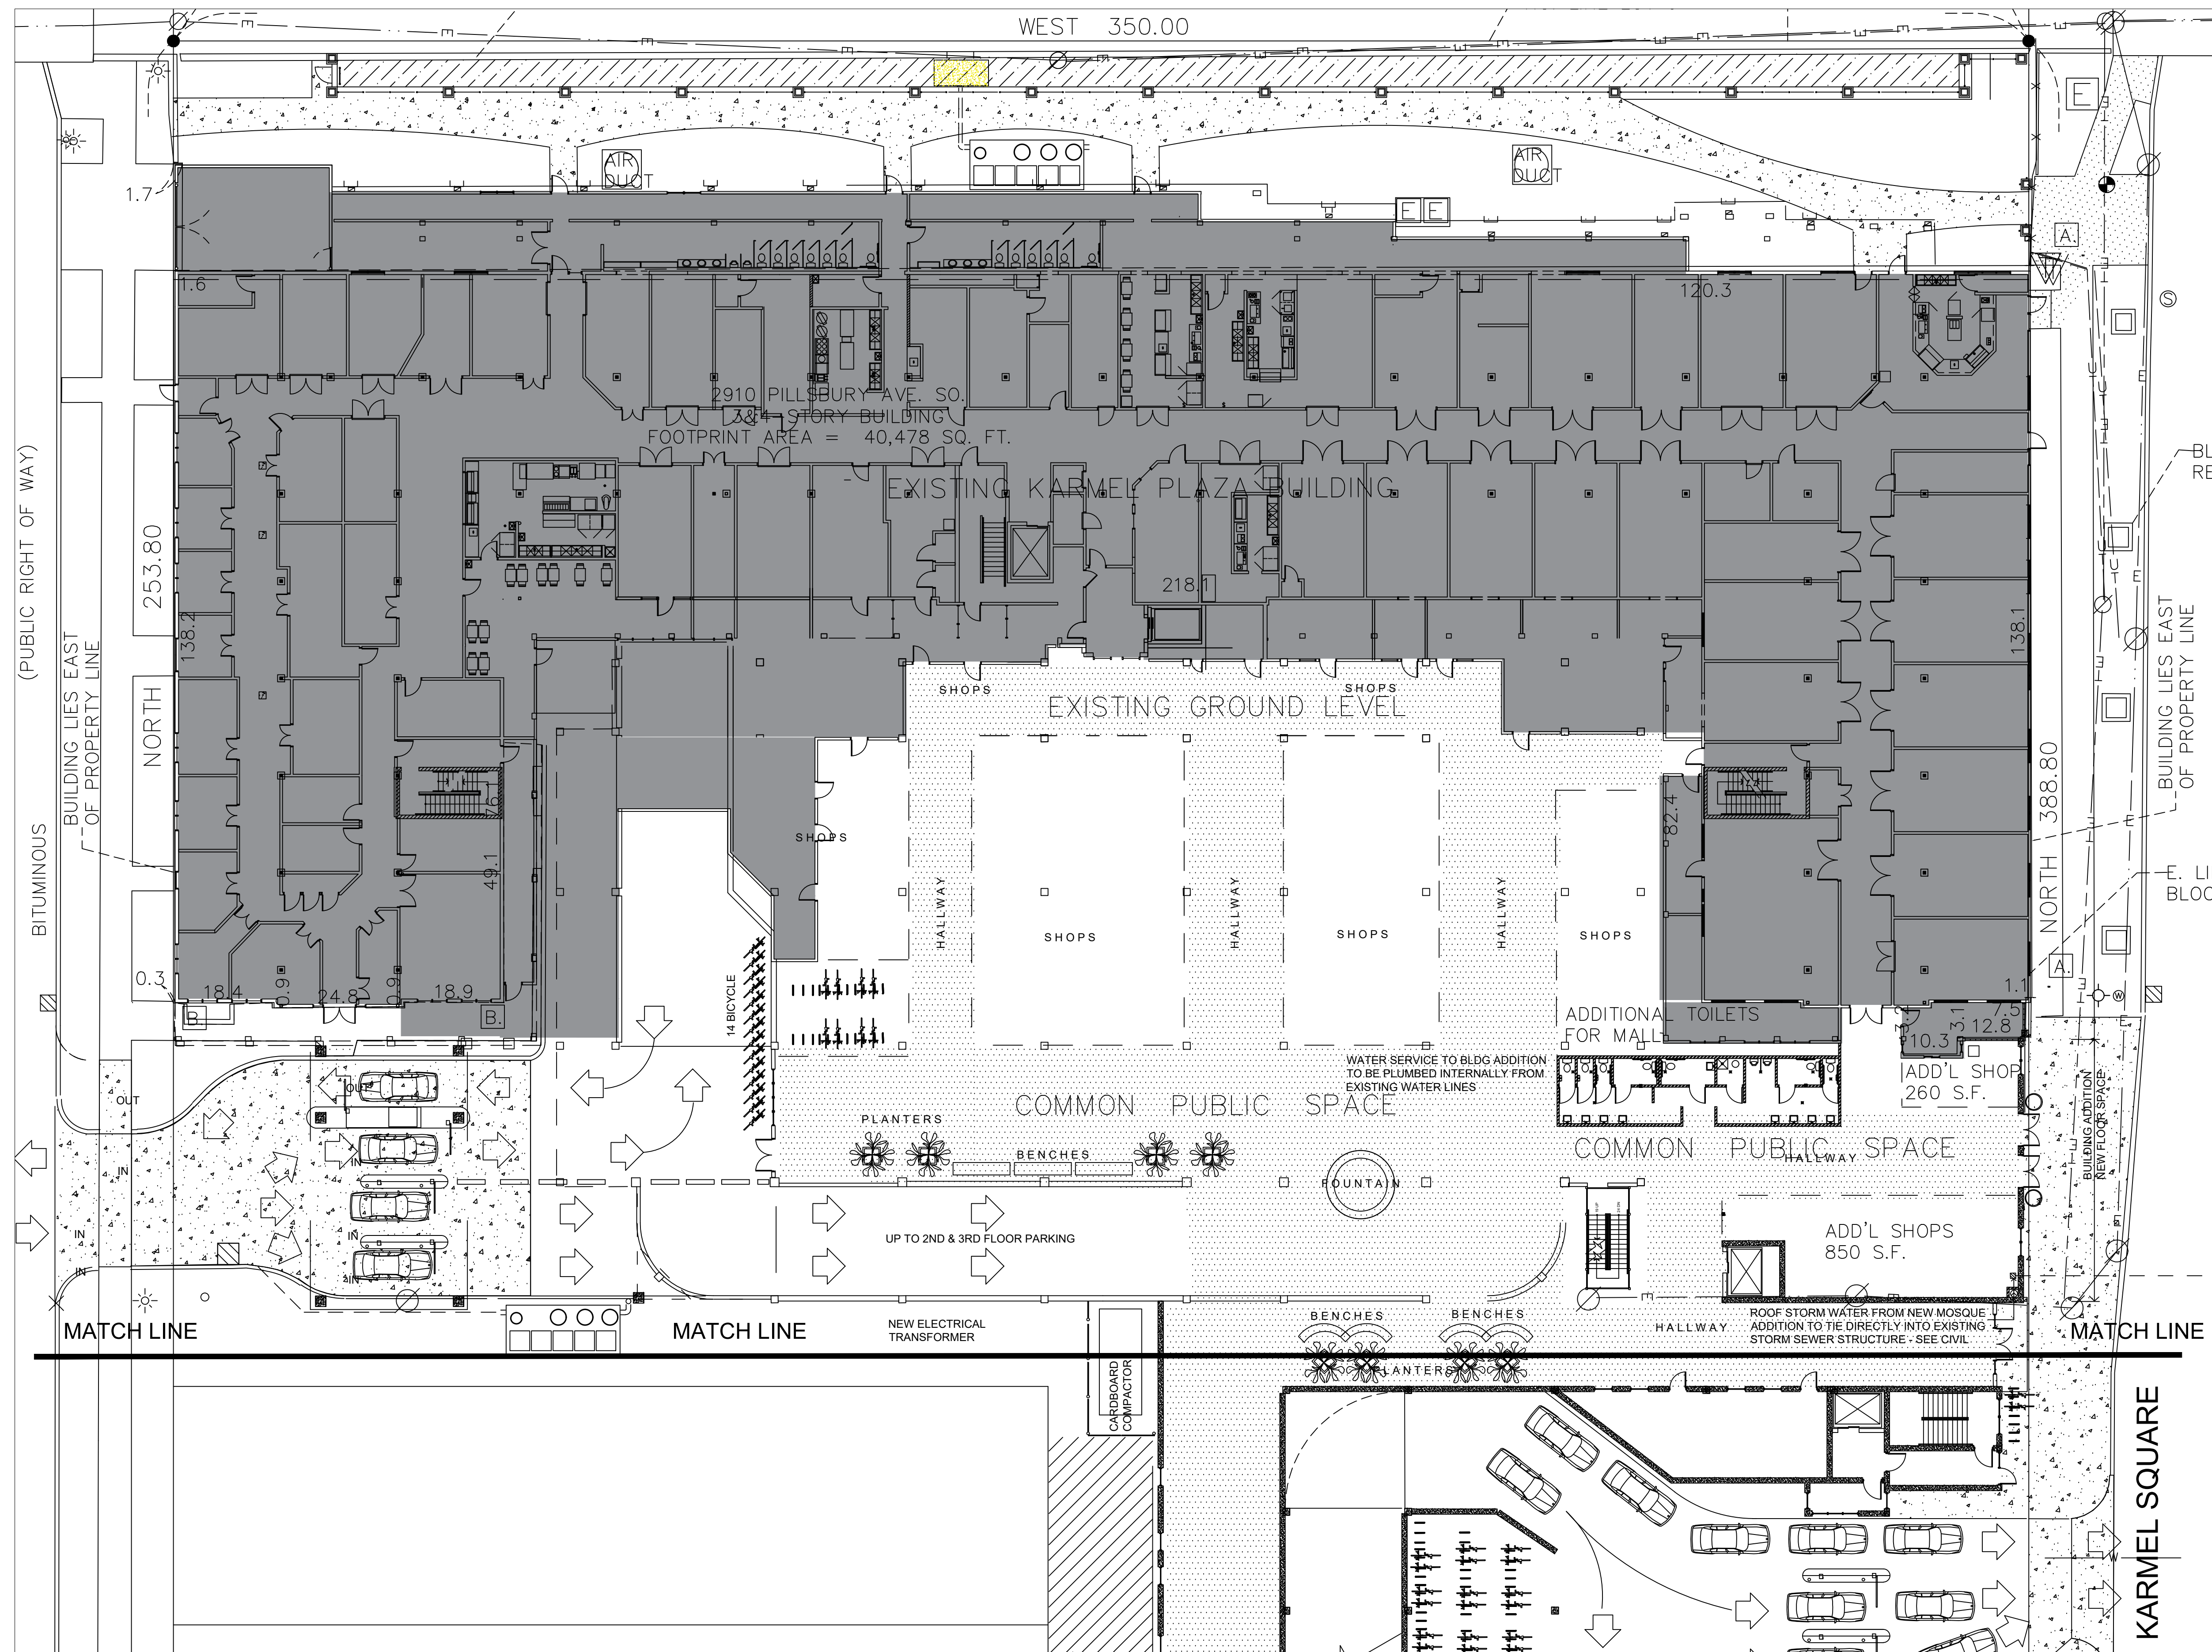 WEST 350.00
E
AIR
DUCT
AIR
DUCT
E E
1.7
A.
1.6
120.3
2910 PILLSBURY AVE. SO.
3&4-STORY BUILDING
FOOTPRINT AREA = 40,478 SQ. FT.
EXISTING KARMEL PLAZA BUILDING
(PUBLIC RIGHT OF WAY)
BITUMINOUS
BUILDING LIES EAST
OF PROPERTY LINE
NORTH 253.80
138.2
218.1
138.1
BUILDING LIES EAST
OF PROPERTY LINE
NORTH 388.80
SHOPS
SHOPS
EXISTING GROUND LEVEL
SHOPS
82.4
49.1
HALLWAY
HALLWAY
HALLWAY
SHOPS
SHOPS
SHOPS
E. LI
BLOC
BL
RE
A.
0.3
18.4
0.9
24.8
0.9
18.9
B.
B.
1.1
7.5
3.1
12.8
10.3
14 BICYCLE
ADDITIONAL TOILETS
FOR MALL
WATER SERVICE TO BLDG ADDITION
TO BE PLUMBED INTERNALLY FROM
EXISTING WATER LINES
ADD'L SHOP
260 S.F.
COMMON PUBLIC SPACE
PLANTERS
BENCHES
COMMON PUBLIC SPACE
HALLWAY
BUILDING ADDITION
NEW FLOOR SPACE
FOUNTAIN
OUT
OUT
IN
IN
IN
IN
IN
IN
UP TO 2ND & 3RD FLOOR PARKING
ADD'L SHOPS
850 S.F.
BENCHES
BENCHES
HALLWAY
ROOF STORM WATER FROM NEW MOSQUE
ADDITION TO TIE DIRECTLY INTO EXISTING
STORM SEWER STRUCTURE - SEE CIVIL
MATCH LINE
MATCH LINE
NEW ELECTRICAL
TRANSFORMER
MATCH LINE
PLANTERS
CARDBOARD
COMPACTOR
KARMEL SQUARE